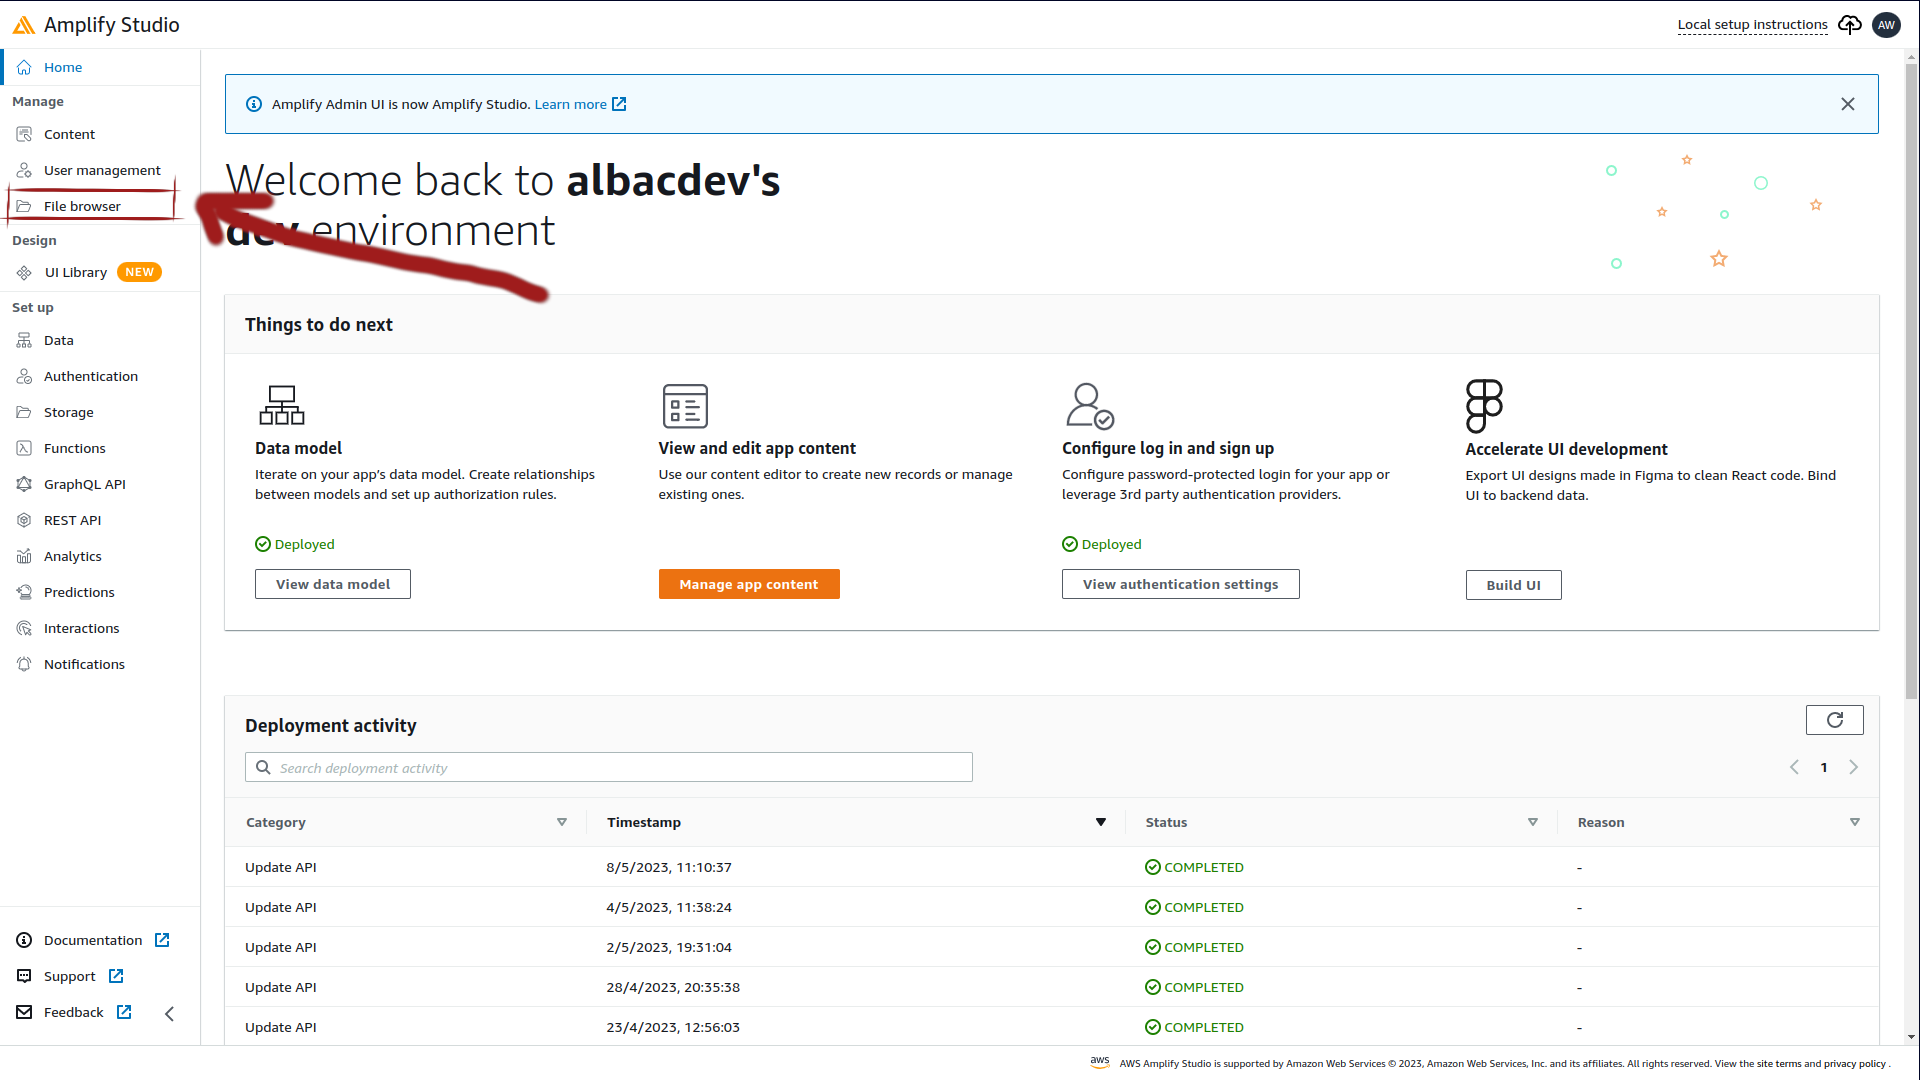 Amplify Studio
Local setup instructions
AW
Home
Manage
Content
User management
File browser
Design
UI Library NEW
Set up
Data
Authentication
Storage
Functions
GraphQL API
REST API
Analytics
Predictions
Interactions
Notifications
Documentation
Support
Feedback
Amplify Admin UI is now Amplify Studio. Learn more
Welcome back to albacdev's
dev environment
Things to do next
Data model
Iterate on your app's data model. Create relationships
between models and set up authorization rules.
Deployed
View data model
View and edit app content
Use our content editor to create new records or manage
existing ones.
Manage app content
Configure log in and sign up
Configure password-protected login for your app or
leverage 3rd party authentication providers.
Deployed
View authentication settings
Accelerate UI development
Export UI designs made in Figma to clean React code. Bind
UI to backend data.
Build UI
Deployment activity
Search deployment activity
1
Category Timestamp Status Reason
Update API 8/5/2023, 11:10:37 COMPLETED -
Update API 4/5/2023, 11:38:24 COMPLETED -
Update API 2/5/2023, 19:31:04 COMPLETED -
Update API 28/4/2023, 20:35:38 COMPLETED -
Update API 23/4/2023, 12:56:03 COMPLETED -
aws AWS Amplify Studio is supported by Amazon Web Services © 2023, Amazon Web Services, Inc. and its affiliates. All rights reserved. View the site terms and privacy policy .